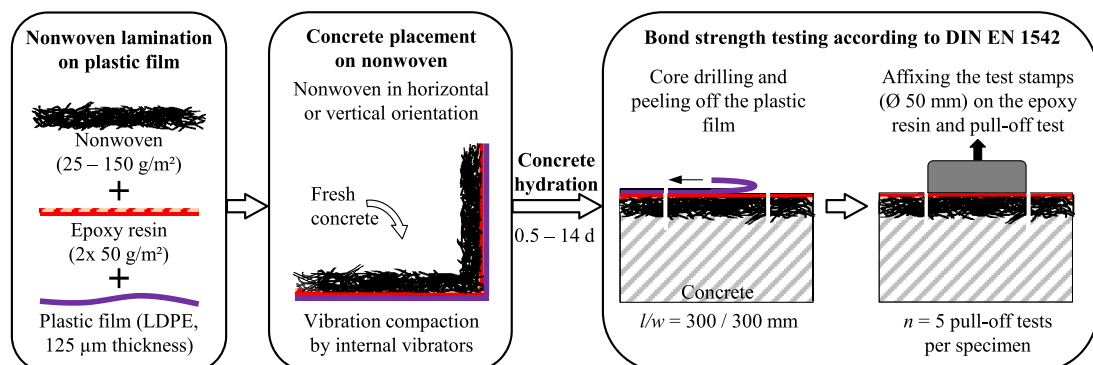 Nonwoven lamination
on plastic film
Nonwoven
(25 – 150 g/m²)
+
Epoxy resin
(2x 50 g/m²)
+
Plastic film (LDPE,
125 µm thickness)
Concrete placement
on nonwoven
Nonwoven in horizontal
or vertical orientation
Fresh
concrete
Vibration compaction
by internal vibrators
Concrete
hydration
0.5 – 14 d
Bond strength testing according to DIN EN 1542
Core drilling and
peeling off the plastic
film
Concrete
l/w = 300 / 300 mm
Affixing the test stamps
(Ø 50 mm) on the epoxy
resin and pull-off test
n = 5 pull-off tests
per specimen